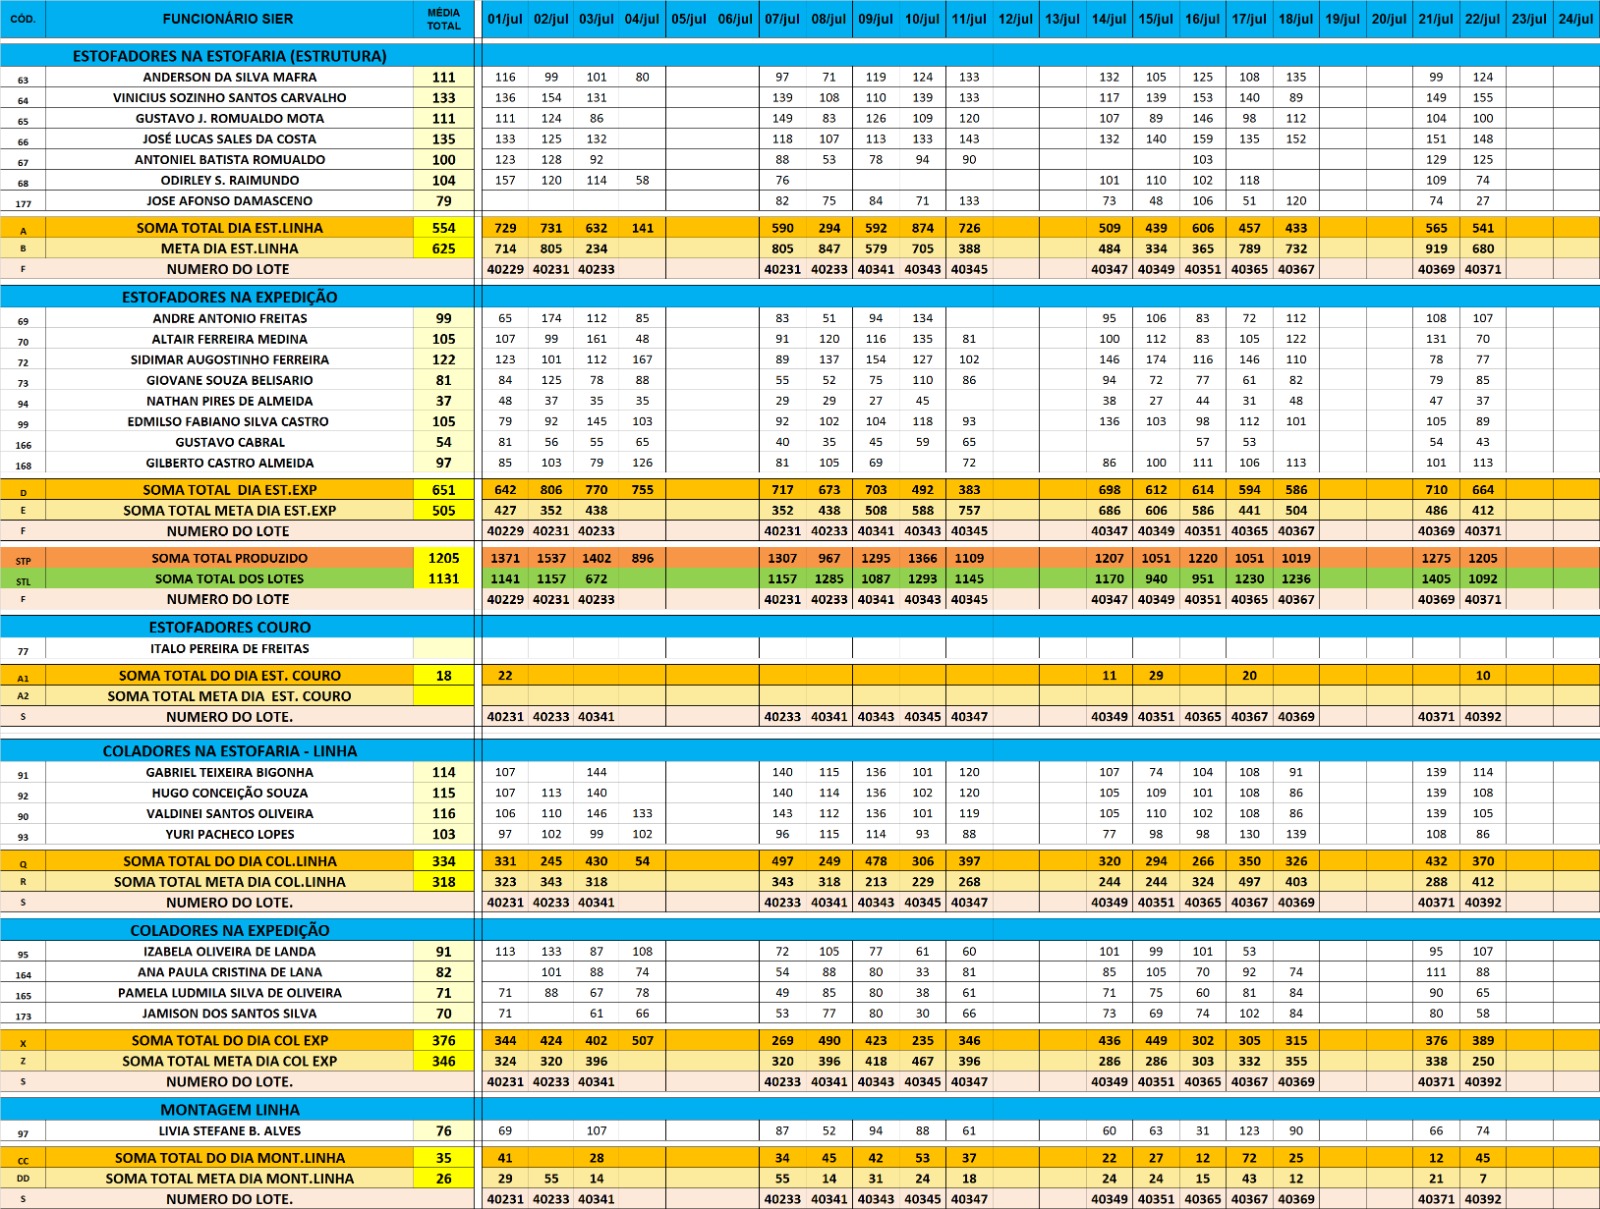 CÓD. FUNCIONÁRIO SIER MÉDIA TOTAL 01/jul 02/jul 03/jul 04/jul 05/jul 06/jul 07/jul 08/jul 09/jul 10/jul 11/jul 12/jul 13/jul 14/jul 15/jul 16/jul 17/jul 18/jul 19/jul 20/jul 21/jul 22/jul 23/jul 24/jul
ESTOFADORES NA ESTOFARIA (ESTRUTURA)
63 ANDERSON DA SILVA MAFRA 111 116 99 101 80 97 71 119 124 133 132 105 125 108 135 99 124
64 VINICIUS SOZINHO SANTOS CARVALHO 133 136 154 131 139 108 110 139 133 117 139 153 140 89 149 155
65 GUSTAVO J. ROMUALDO MOTA 111 111 124 86 149 83 126 109 120 107 89 146 98 112 104 100
66 JOSÉ LUCAS SALES DA COSTA 135 133 125 132 118 107 113 133 143 132 140 159 135 152 151 148
67 ANTONIEL BATISTA ROMUALDO 100 123 128 92 88 53 78 94 90 103 129 125
68 ODIRLEY S. RAIMUNDO 104 157 120 114 58 76 101 110 102 118 109 74
177 JOSE AFONSO DAMASCENO 79 82 75 84 71 133 73 48 106 51 120 74 27
A SOMA TOTAL DIA EST.LINHA 554 729 731 632 141 590 294 592 874 726 509 439 606 457 433 565 541
B META DIA EST.LINHA 625 714 805 234 805 847 579 705 388 484 334 365 789 732 919 680
F NUMERO DO LOTE 40229 40231 40233 40231 40233 40341 40343 40345 40347 40349 40351 40365 40367 40369 40371
ESTOFADORES NA EXPEDIÇÃO
69 ANDRE ANTONIO FREITAS 99 65 174 112 85 83 51 94 134 95 106 83 72 112 108 107
70 ALTAIR FERREIRA MEDINA 105 107 99 161 48 91 120 116 135 81 100 112 83 105 122 131 70
72 SIDIMAR AUGOSTINHO FERREIRA 122 123 101 112 167 89 137 154 127 102 146 174 116 146 110 78 77
73 GIOVANE SOUZA BELISARIO 81 84 125 78 88 55 52 75 110 86 94 72 77 61 82 79 85
94 NATHAN PIRES DE ALMEIDA 37 48 37 35 35 29 29 27 45 38 27 44 31 48 47 37
99 EDMILSO FABIANO SILVA CASTRO 105 79 92 145 103 92 102 104 118 93 136 103 98 112 101 105 89
166 GUSTAVO CABRAL 54 81 56 55 65 40 35 45 59 65 57 53 54 43
168 GILBERTO CASTRO ALMEIDA 97 85 103 79 126 81 105 69 72 86 100 111 106 113 101 113
D SOMA TOTAL DIA EST.EXP 651 642 806 770 755 717 673 703 492 383 698 612 614 594 586 710 664
E SOMA TOTAL META DIA EST.EXP 505 427 352 438 352 438 508 588 757 686 606 586 441 504 486 412
F NUMERO DO LOTE 40229 40231 40233 40231 40233 40341 40343 40345 40347 40349 40351 40365 40367 40369 40371
STP SOMA TOTAL PRODUZIDO 1205 1371 1537 1402 896 1307 967 1295 1366 1109 1207 1051 1220 1051 1019 1275 1205
STL SOMA TOTAL DOS LOTES 1131 1141 1157 672 1157 1285 1087 1293 1145 1170 940 951 1230 1236 1405 1092
F NUMERO DO LOTE 40229 40231 40233 40231 40233 40341 40343 40345 40347 40349 40351 40365 40367 40369 40371
ESTOFADORES COURO
77 ITALO PEREIRA DE FREITAS
A1 SOMA TOTAL DO DIA EST. COURO 18 22 11 29 20 10
A2 SOMA TOTAL META DIA EST. COURO
S NUMERO DO LOTE. 40231 40233 40341 40233 40341 40343 40345 40347 40349 40351 40365 40367 40369 40371 40392
COLADORES NA ESTOFARIA - LINHA
91 GABRIEL TEIXEIRA BIGONHA 114 107 144 140 115 136 101 120 107 74 104 108 91 139 114
92 HUGO CONCEIÇÃO SOUZA 115 107 113 140 140 114 136 102 120 105 109 101 108 86 139 108
90 VALDINEI SANTOS OLIVEIRA 116 106 110 146 133 143 112 136 101 119 105 110 102 108 86 139 105
93 YURI PACHECO LOPES 103 97 102 99 102 96 115 114 93 88 77 98 98 130 139 108 86
Q SOMA TOTAL DO DIA COL.LINHA 334 331 245 430 54 497 249 478 306 397 320 294 266 350 326 432 370
R SOMA TOTAL META DIA COL.LINHA 318 323 343 318 343 318 213 229 268 244 244 324 497 403 288 412
S NUMERO DO LOTE. 40231 40233 40341 40233 40341 40343 40345 40347 40349 40351 40365 40367 40369 40371 40392
COLADORES NA EXPEDIÇÃO
95 IZABELA OLIVEIRA DE LANDA 91 113 133 87 108 72 105 77 61 60 101 99 101 53 95 107
164 ANA PAULA CRISTINA DE LANA 82 101 88 74 54 88 80 33 81 85 105 70 92 74 111 88
165 PAMELA LUDMILA SILVA DE OLIVEIRA 71 71 88 67 78 49 85 80 38 61 71 75 60 81 84 90 65
173 JAMISON DOS SANTOS SILVA 70 71 61 66 53 77 80 30 66 73 69 74 102 84 80 58
X SOMA TOTAL DO DIA COL EXP 376 344 424 402 507 269 490 423 235 346 436 449 302 305 315 376 389
Z SOMA TOTAL META DIA COL EXP 346 324 320 396 320 396 418 467 396 286 286 303 332 355 338 250
S NUMERO DO LOTE. 40231 40233 40341 40233 40341 40343 40345 40347 40349 40351 40365 40367 40369 40371 40392
MONTAGEM LINHA
97 LIVIA STEFANE B. ALVES 76 69 107 87 52 94 88 61 60 63 31 123 90 66 74
CC SOMA TOTAL DO DIA MONT.LINHA 35 41 28 34 45 42 53 37 22 27 12 72 25 12 45
DD SOMA TOTAL META DIA MONT.LINHA 26 29 55 14 55 14 31 24 18 24 24 15 43 12 21 7
S NUMERO DO LOTE. 40231 40233 40341 40233 40341 40343 40345 40347 40349 40351 40365 40367 40369 40371 40392